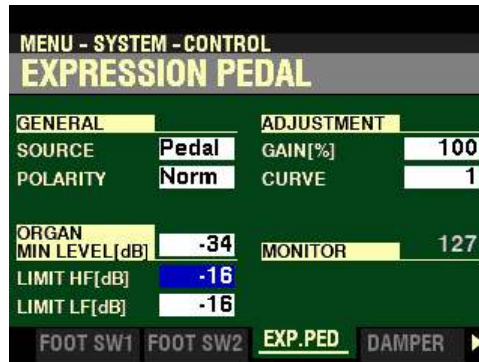 MENU - SYSTEM - CONTROL
EXPRESSION PEDAL
GENERAL
SOURCE Pedal
POLARITY Norm
ADJUSTMENT
GAIN[%] 100
CURVE 1
ORGAN
MIN LEVEL[dB] -34
LIMIT HF[dB] -16
LIMIT LF[dB] -16
MONITOR 127
FOOT SW1 FOOT SW2 EXP.PED DAMPER